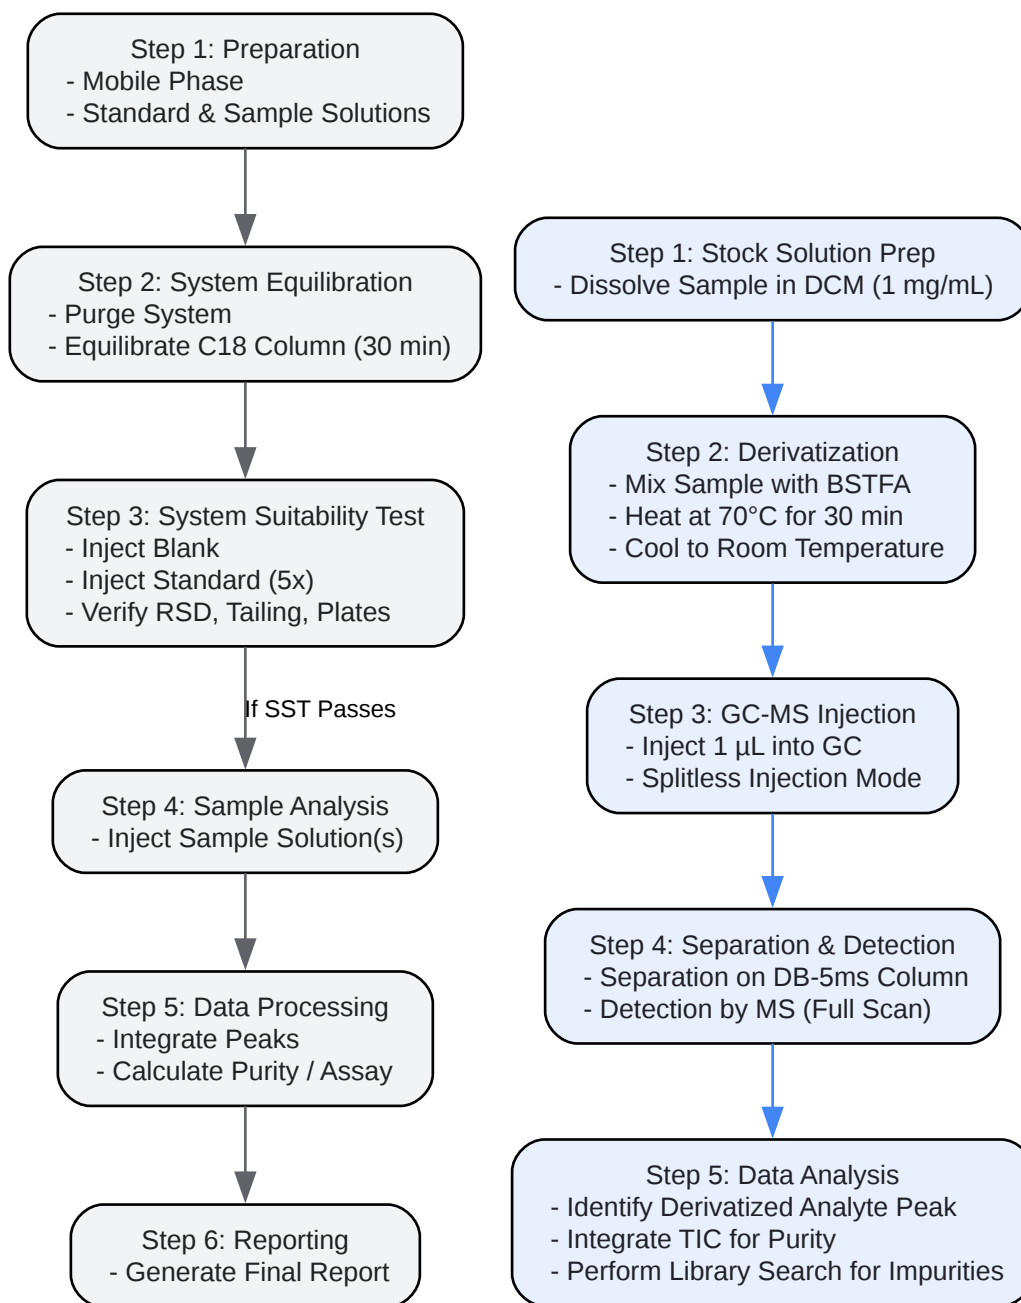 Step 1: Preparation
- Mobile Phase
- Standard & Sample Solutions
Step 2: System Equilibration
- Purge System
- Equilibrate C18 Column (30 min)
Step 3: System Suitability Test
- Inject Blank
- Inject Standard (5x)
- Verify RSD, Tailing, Plates
If SST Passes
Step 4: Sample Analysis
- Inject Sample Solution(s)
Step 5: Data Processing
- Integrate Peaks
- Calculate Purity / Assay
Step 6: Reporting
- Generate Final Report
Step 1: Stock Solution Prep
- Dissolve Sample in DCM (1 mg/mL)
Step 2: Derivatization
- Mix Sample with BSTFA
- Heat at 70°C for 30 min
- Cool to Room Temperature
Step 3: GC-MS Injection
- Inject 1 µL into GC
- Splitless Injection Mode
Step 4: Separation & Detection
- Separation on DB-5ms Column
- Detection by MS (Full Scan)
Step 5: Data Analysis
- Identify Derivatized Analyte Peak
- Integrate TIC for Purity
- Perform Library Search for Impurities